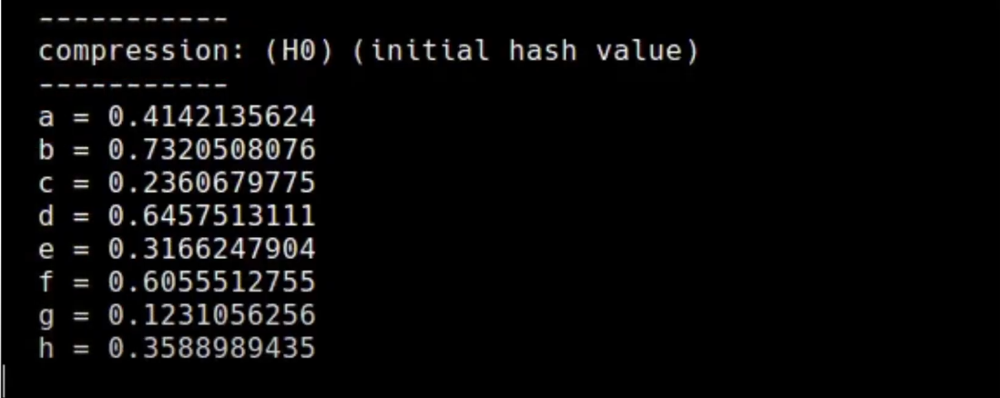 -----------
compression: (H0) (initial hash value)
-----------
a = 0.4142135624
b = 0.7320508076
c = 0.2360679775
d = 0.6457513111
e = 0.3166247904
f = 0.6055512755
g = 0.1231056256
h = 0.3588989435